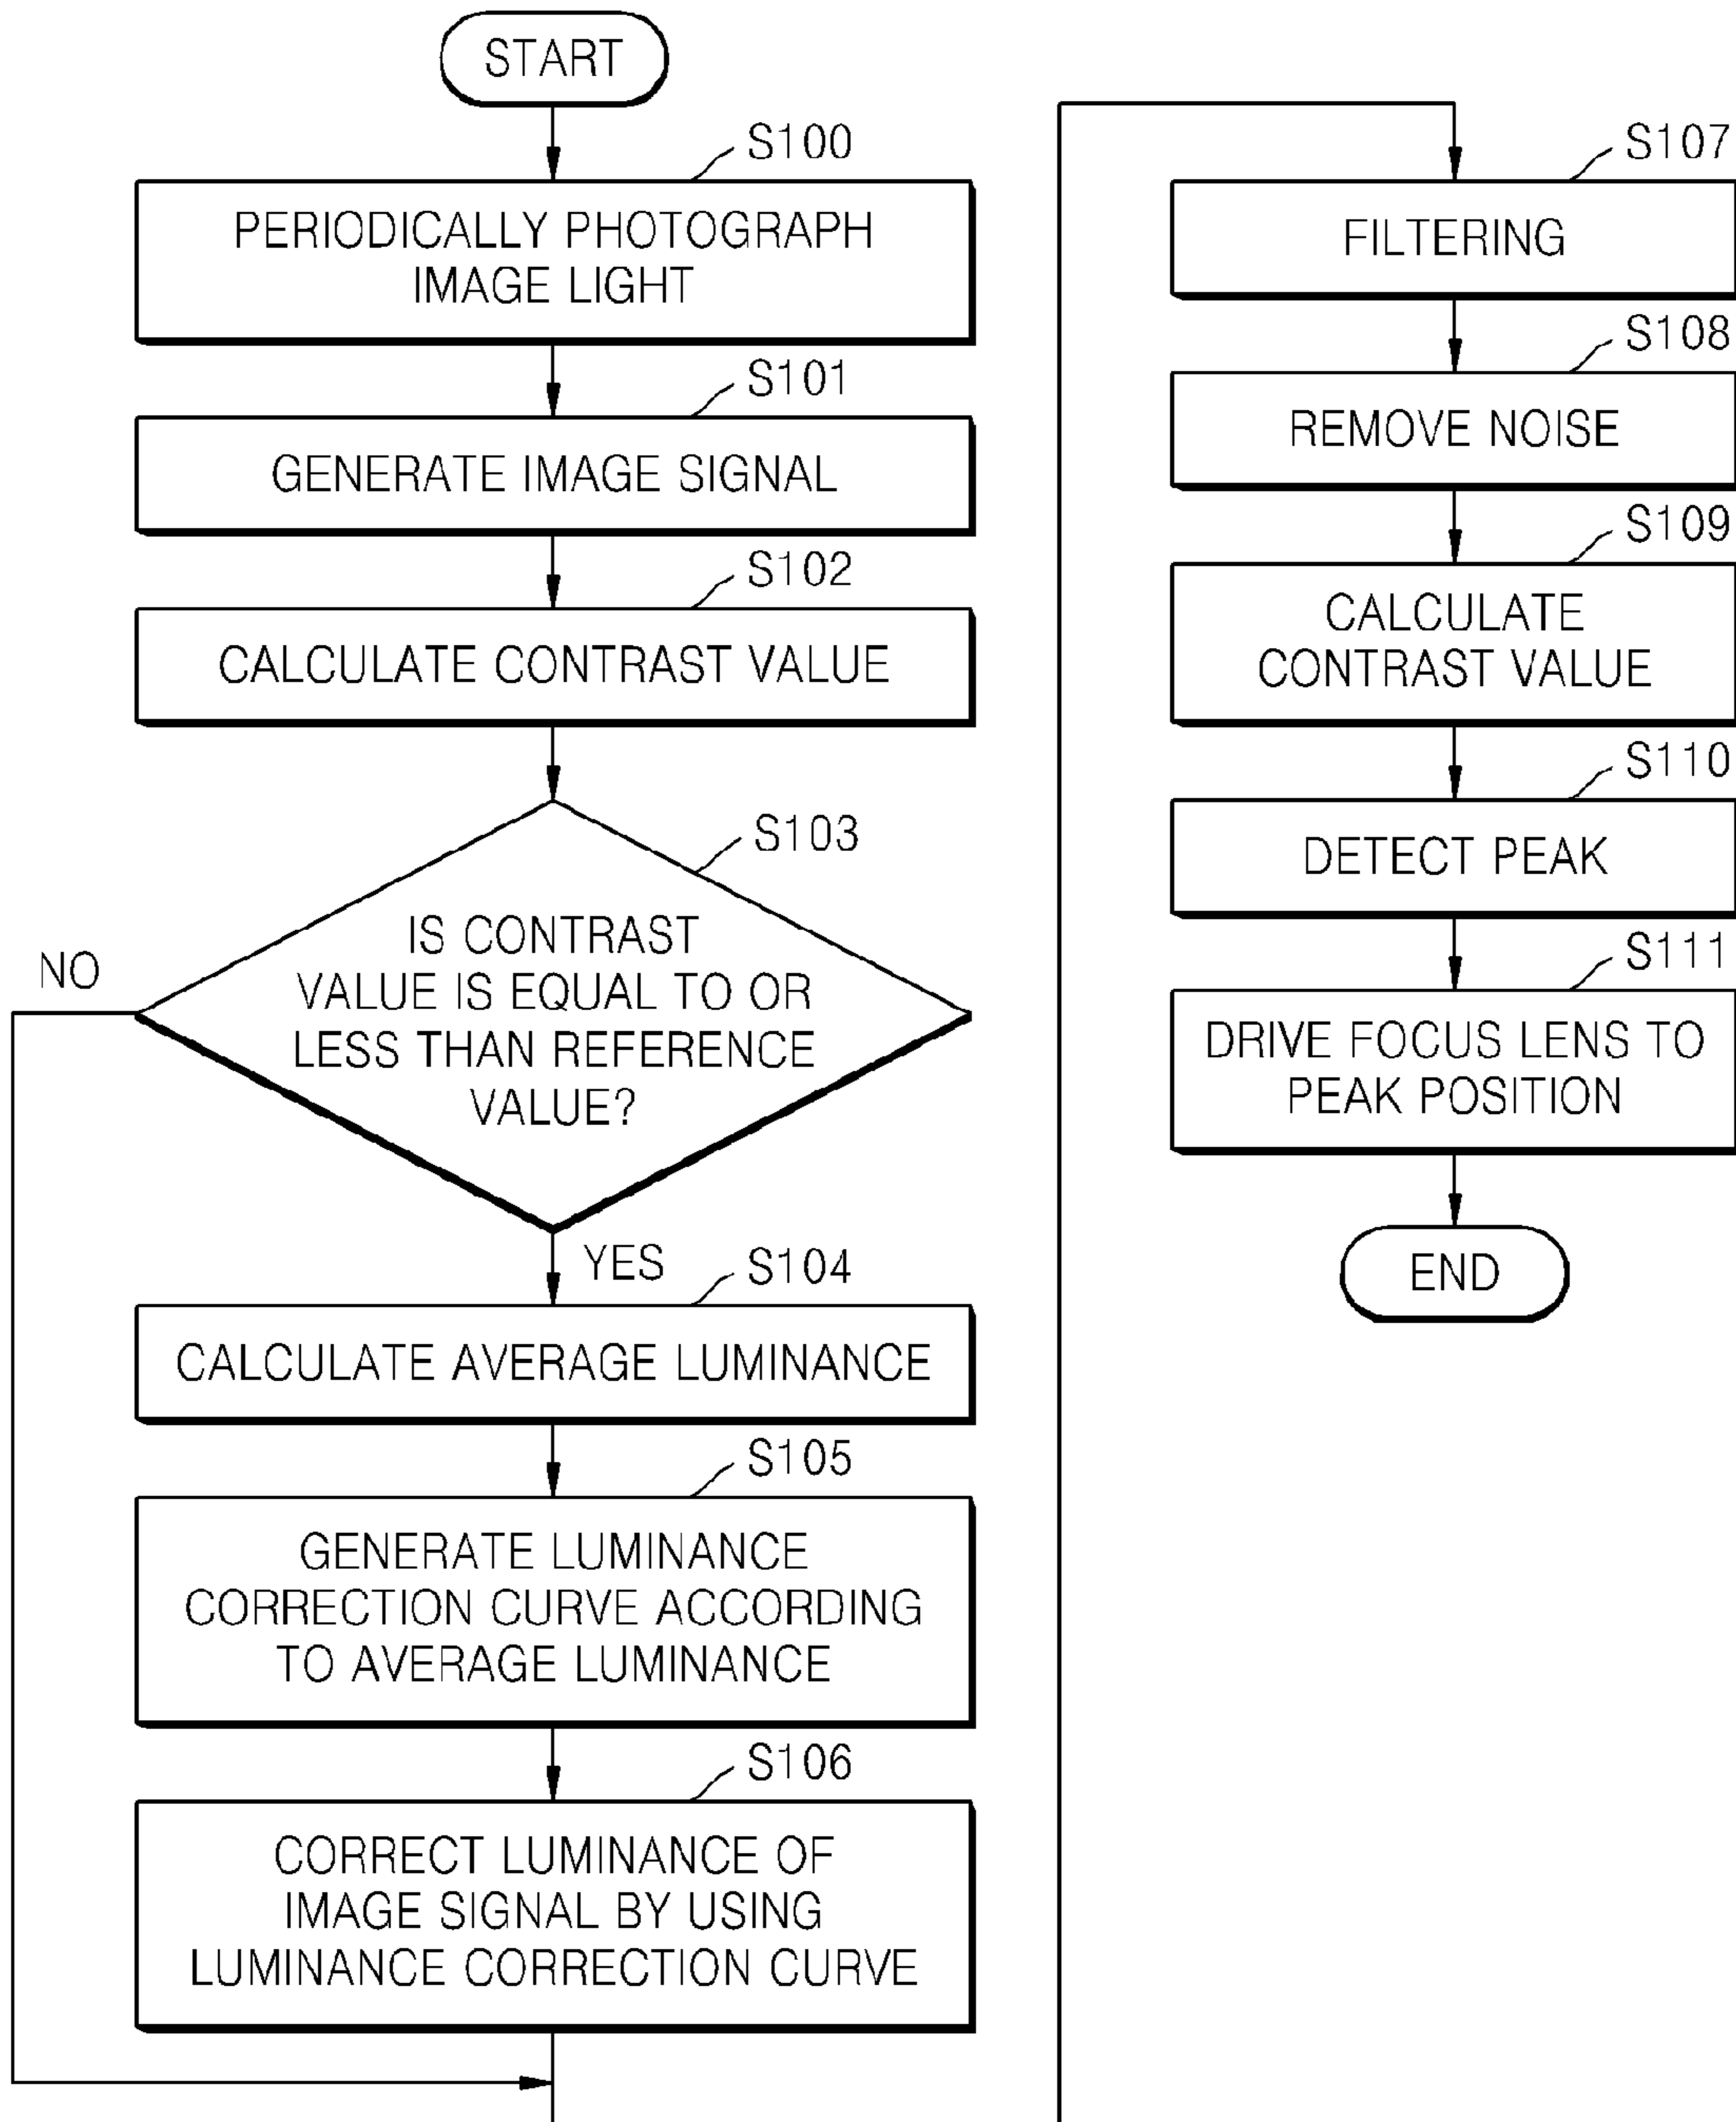 START
S100
PERIODICALLY PHOTOGRAPH
IMAGE LIGHT
S101
GENERATE IMAGE SIGNAL
S102
CALCULATE CONTRAST VALUE
S103
IS CONTRAST
VALUE IS EQUAL TO OR
LESS THAN REFERENCE
VALUE?
NO
YES
S104
CALCULATE AVERAGE LUMINANCE
S105
GENERATE LUMINANCE
CORRECTION CURVE ACCORDING
TO AVERAGE LUMINANCE
S106
CORRECT LUMINANCE OF
IMAGE SIGNAL BY USING
LUMINANCE CORRECTION CURVE
S107
FILTERING
S108
REMOVE NOISE
S109
CALCULATE
CONTRAST VALUE
S110
DETECT PEAK
S111
DRIVE FOCUS LENS TO
PEAK POSITION
END